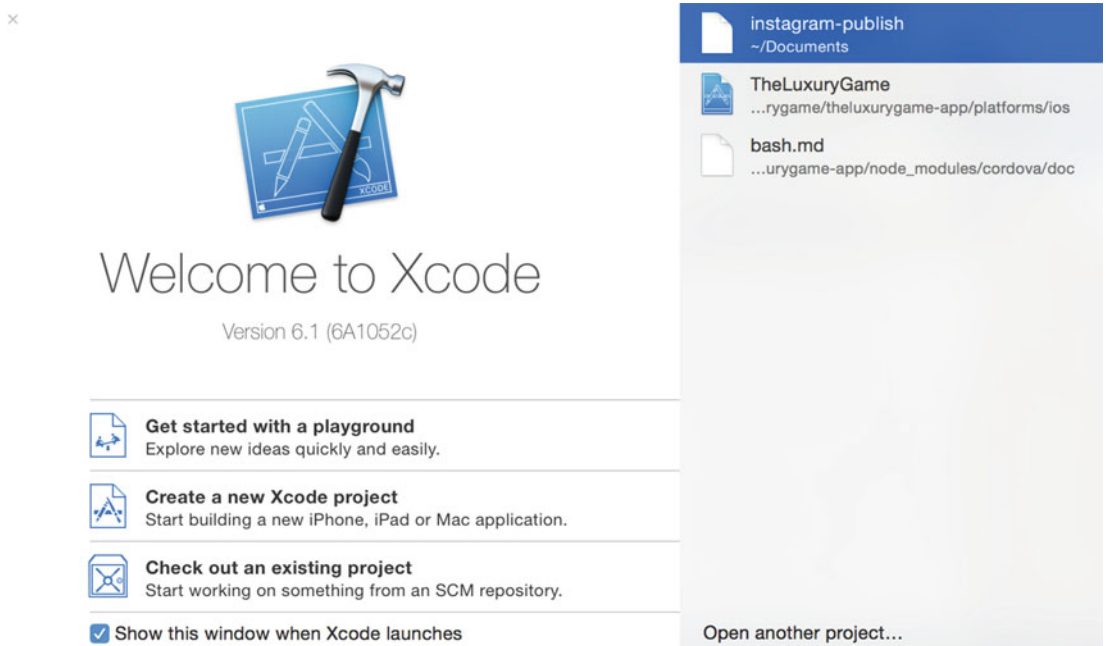 XCODE
Welcome to Xcode
Version 6.1 (6A1052c)
Get started with a playground
Explore new ideas quickly and easily.
Create a new Xcode project
Start building a new iPhone, iPad or Mac application.
Check out an existing project
Start working on something from an SCM repository.
Show this window when Xcode launches
instagram-publish
~/Documents
TheLuxuryGame
...rygame/theluxurygame-app/platforms/ios
bash.md
...urygame-app/node_modules/cordova/doc
Open another project...